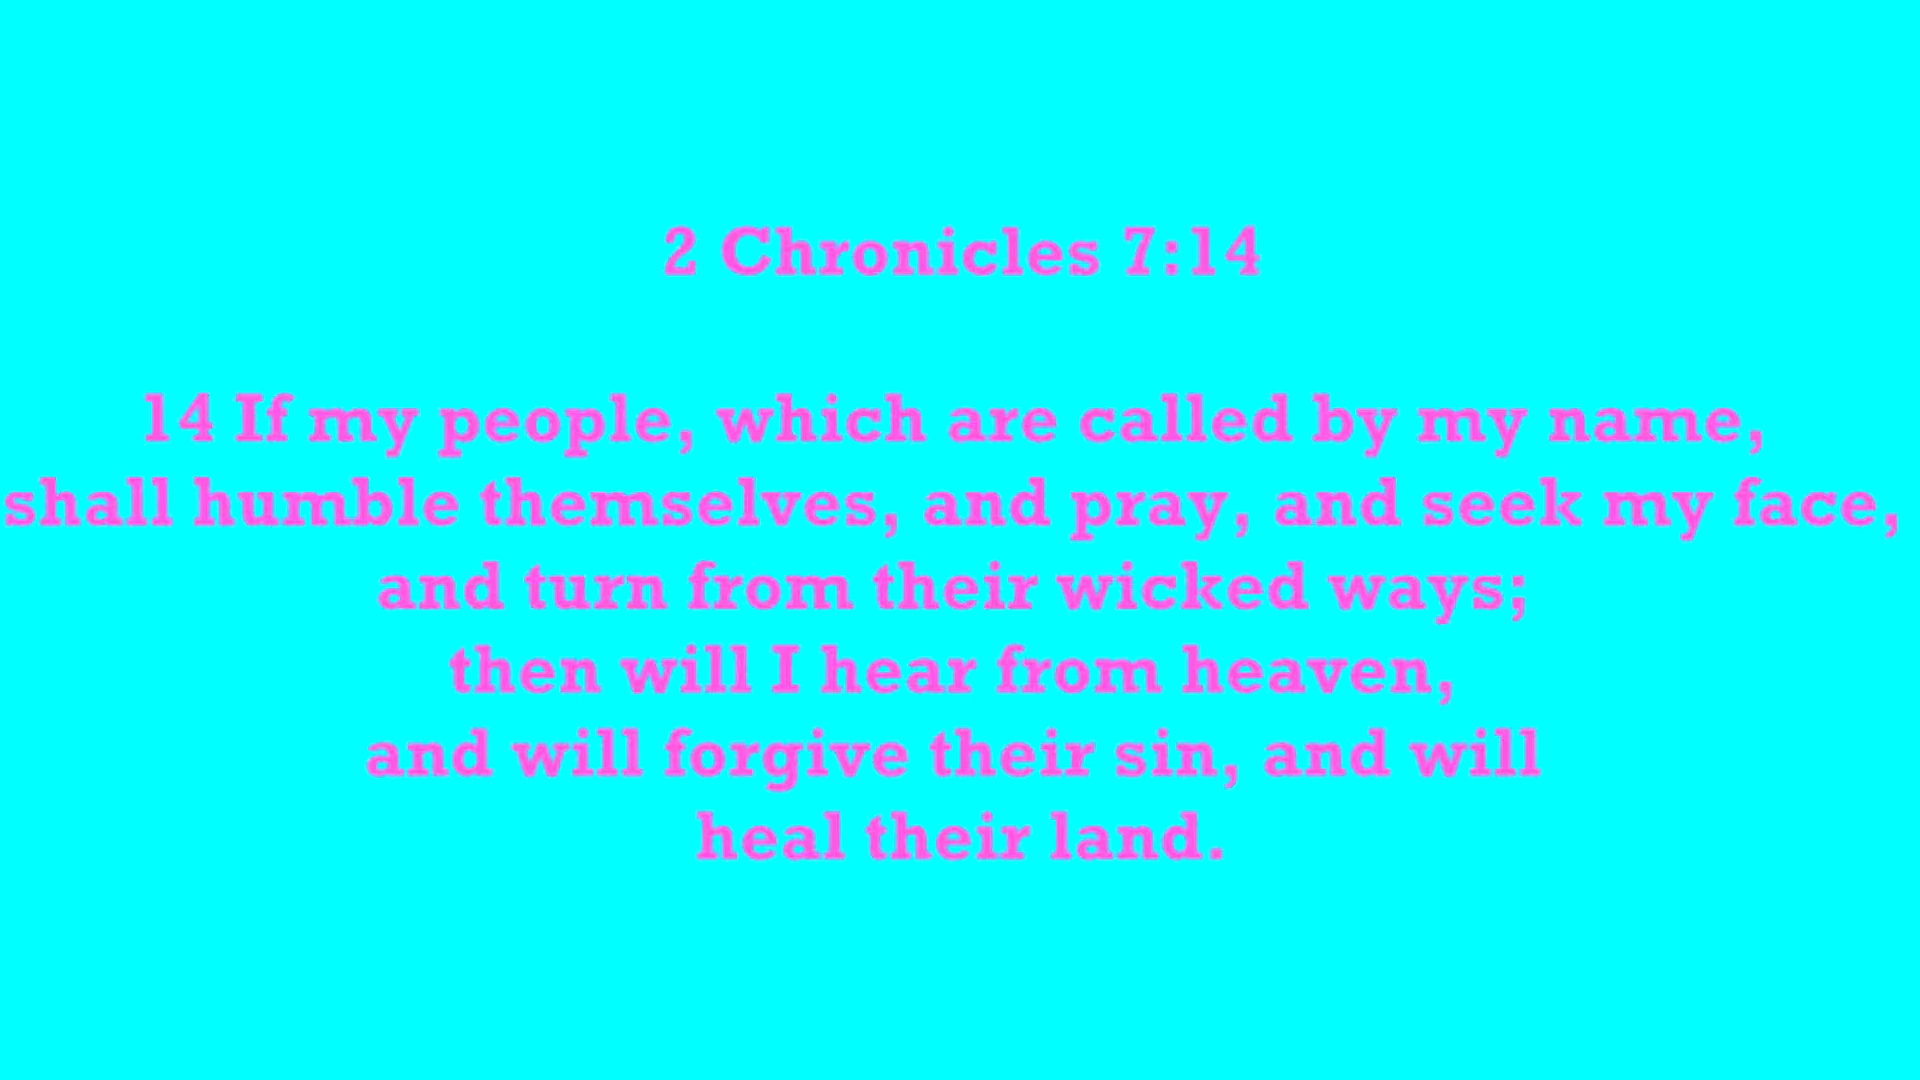 2 Chronicles 7:14
14 If my people, which are called by my name,
shall humble themselves, and pray, and seek my face,
and turn from their wicked ways;
then will I hear from heaven,
and will forgive their sin, and will
heal their land.